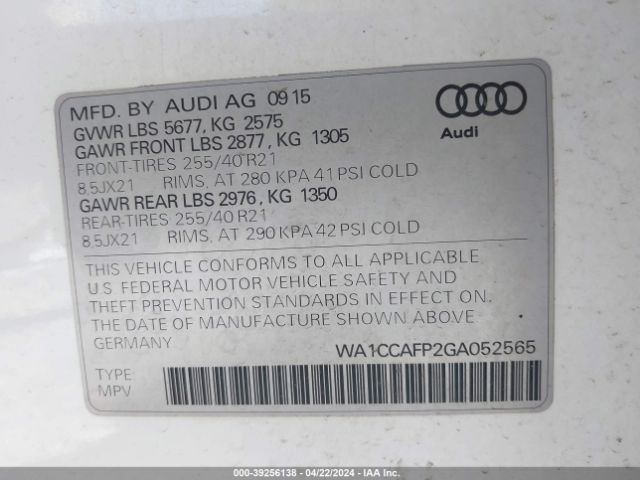 MFD. BY AUDI AG 09 15
GVWR LBS 5677, KG 2575
GAWR FRONT LBS 2877, KG 1305
FRONT-TIRES 255/40 R21
8.5JX21 RIMS, AT 280 KPA 41 PSI COLD
GAWR REAR LBS 2976, KG 1350
REAR-TIRES 255/40 R21
8.5JX21 RIMS, AT 290 KPA 42 PSI COLD
Audi
THIS VEHICLE CONFORMS TO ALL APPLICABLE
U.S. FEDERAL MOTOR VEHICLE SAFETY AND
THEFT PREVENTION STANDARDS IN EFFECT ON.
THE DATE OF MANUFACTURE SHOWN ABOVE
GERMANY
WA1CCAFP2GA052565
TYPE
MPV
000-39256138 - 04/22/2024 - IAAI.COM